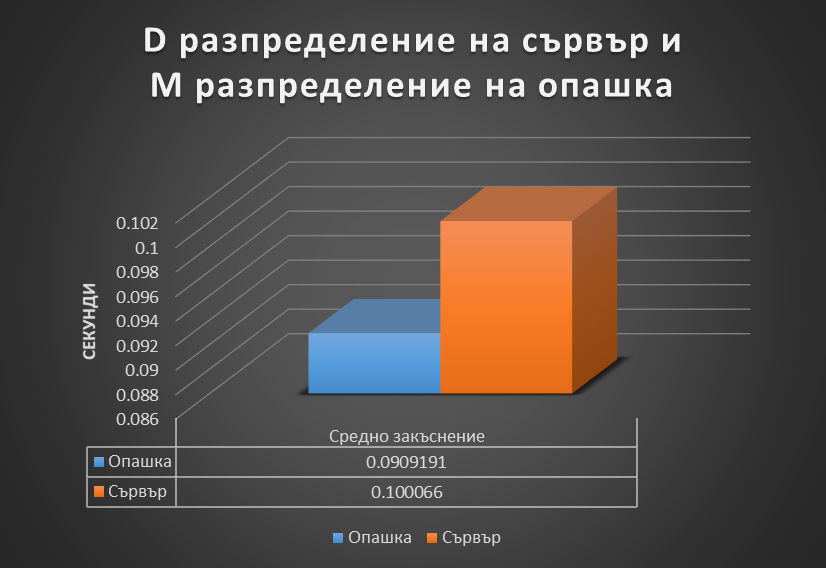 D разпределение на сървър и
М разпределение на опашка
СЕКУНДИ
0.102
0.1
0.098
0.096
0.094
0.092
0.09
0.088
0.086
Средно закъснение
Опашка 0.0909191
Сървър 0.100066
Опашка Сървър